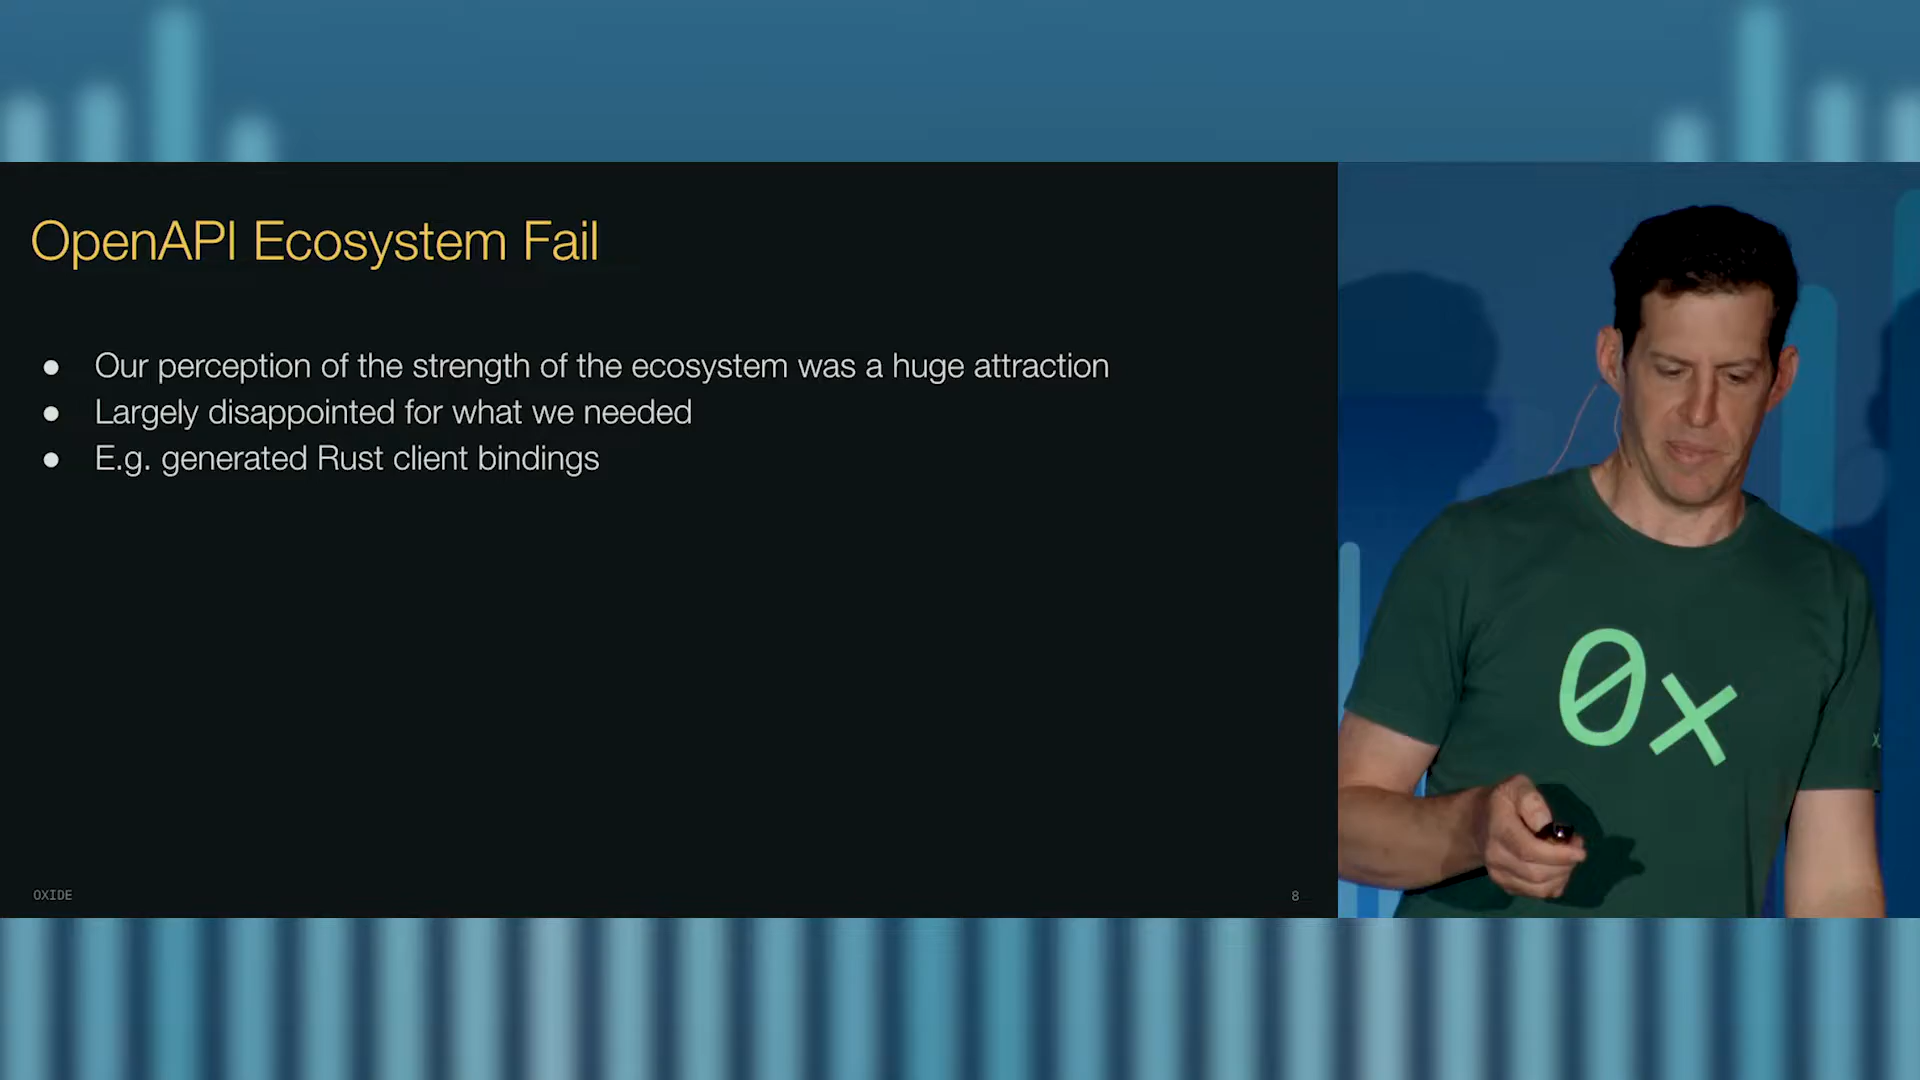 OpenAPI Ecosystem Fail
● Our perception of the strength of the ecosystem was a huge attraction
● Largely disappointed for what we needed
● E.g. generated Rust client bindings
OXIDE
8
0x